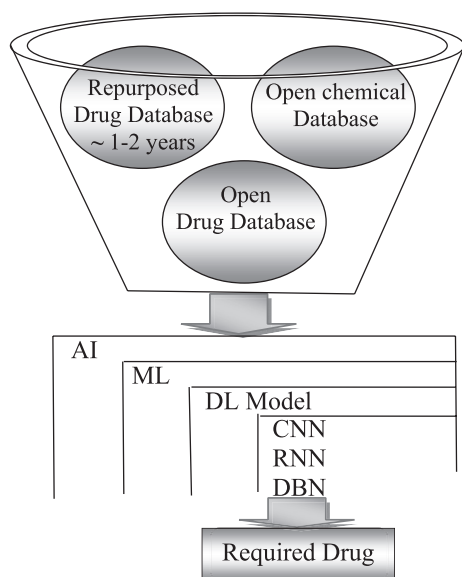 Repurposed
Drug Database
~ 1-2 years
Open chemical
Database
Open
Drug Database
AI
ML
DL Model
CNN
RNN
DBN
Required Drug